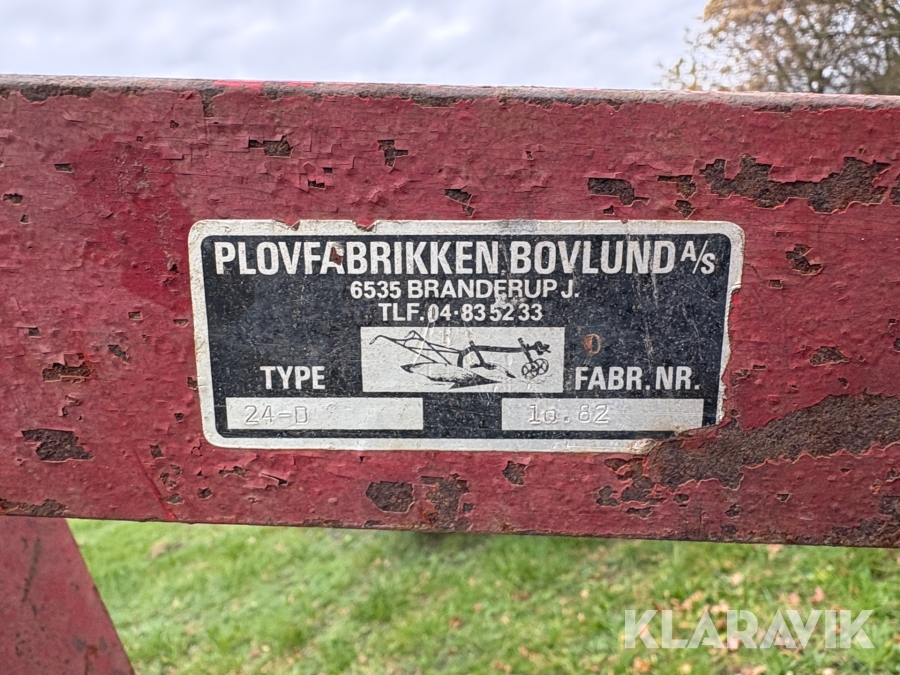 PLOVFABRIKKEN BOVLUND A/S
6535 BRANDERUP J.
TLF. 04·83 52 33
TYPE FABR. NR.
24-D 10.82
KLARAVIK